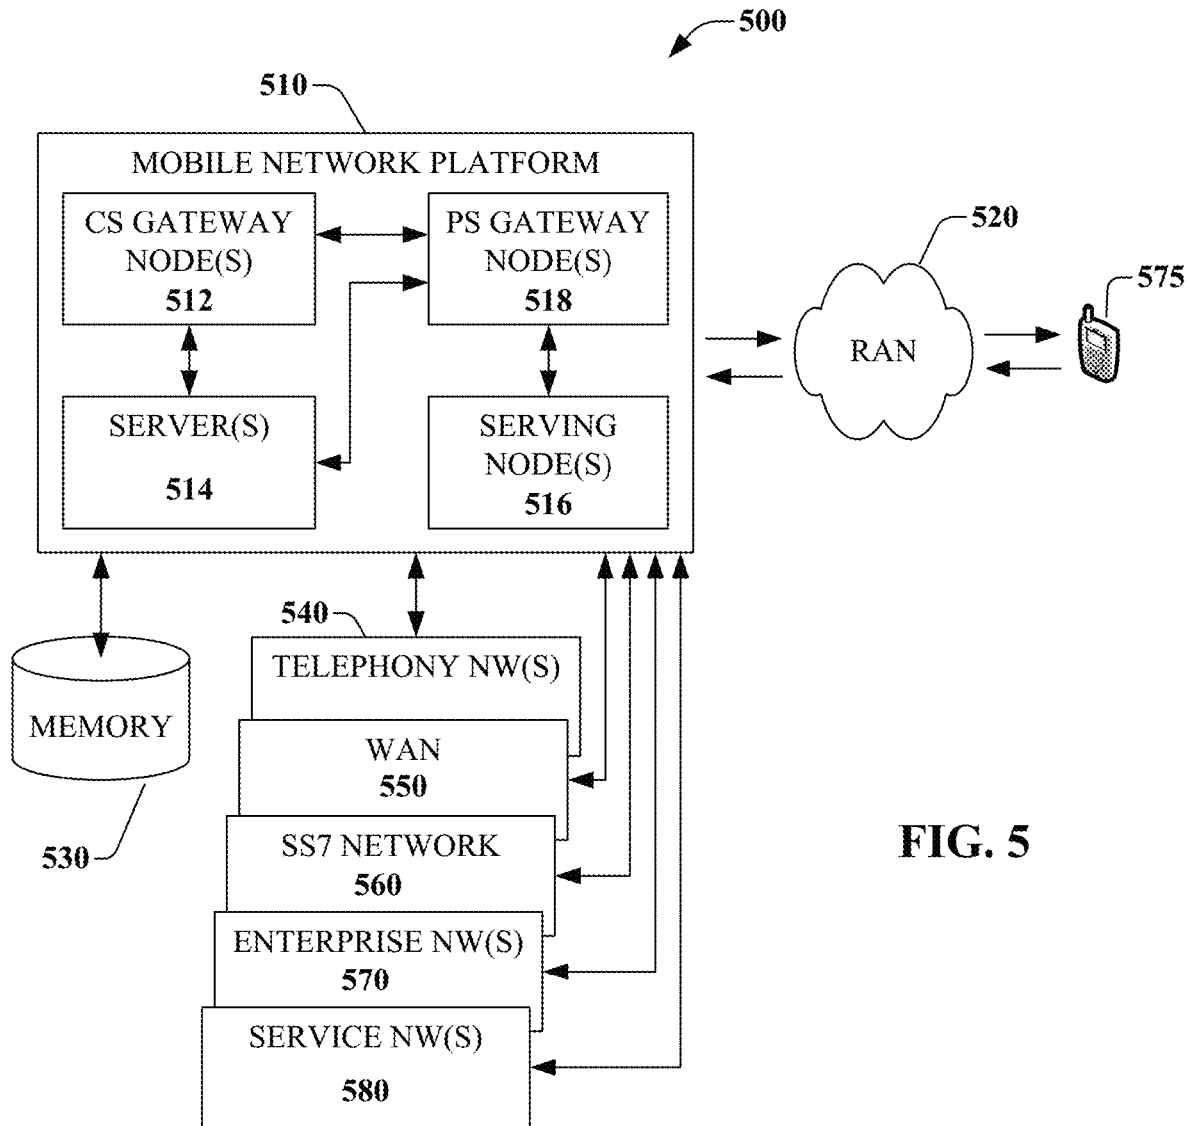 500
510
MOBILE NETWORK PLATFORM
CS GATEWAY
NODE(S)
512
PS GATEWAY
NODE(S)
518
SERVER(S)
514
SERVING
NODE(S)
516
520
RAN
575
540
TELEPHONY NW(S)
MEMORY
530
WAN
550
SS7 NETWORK
560
ENTERPRISE NW(S)
570
SERVICE NW(S)
580
FIG. 5